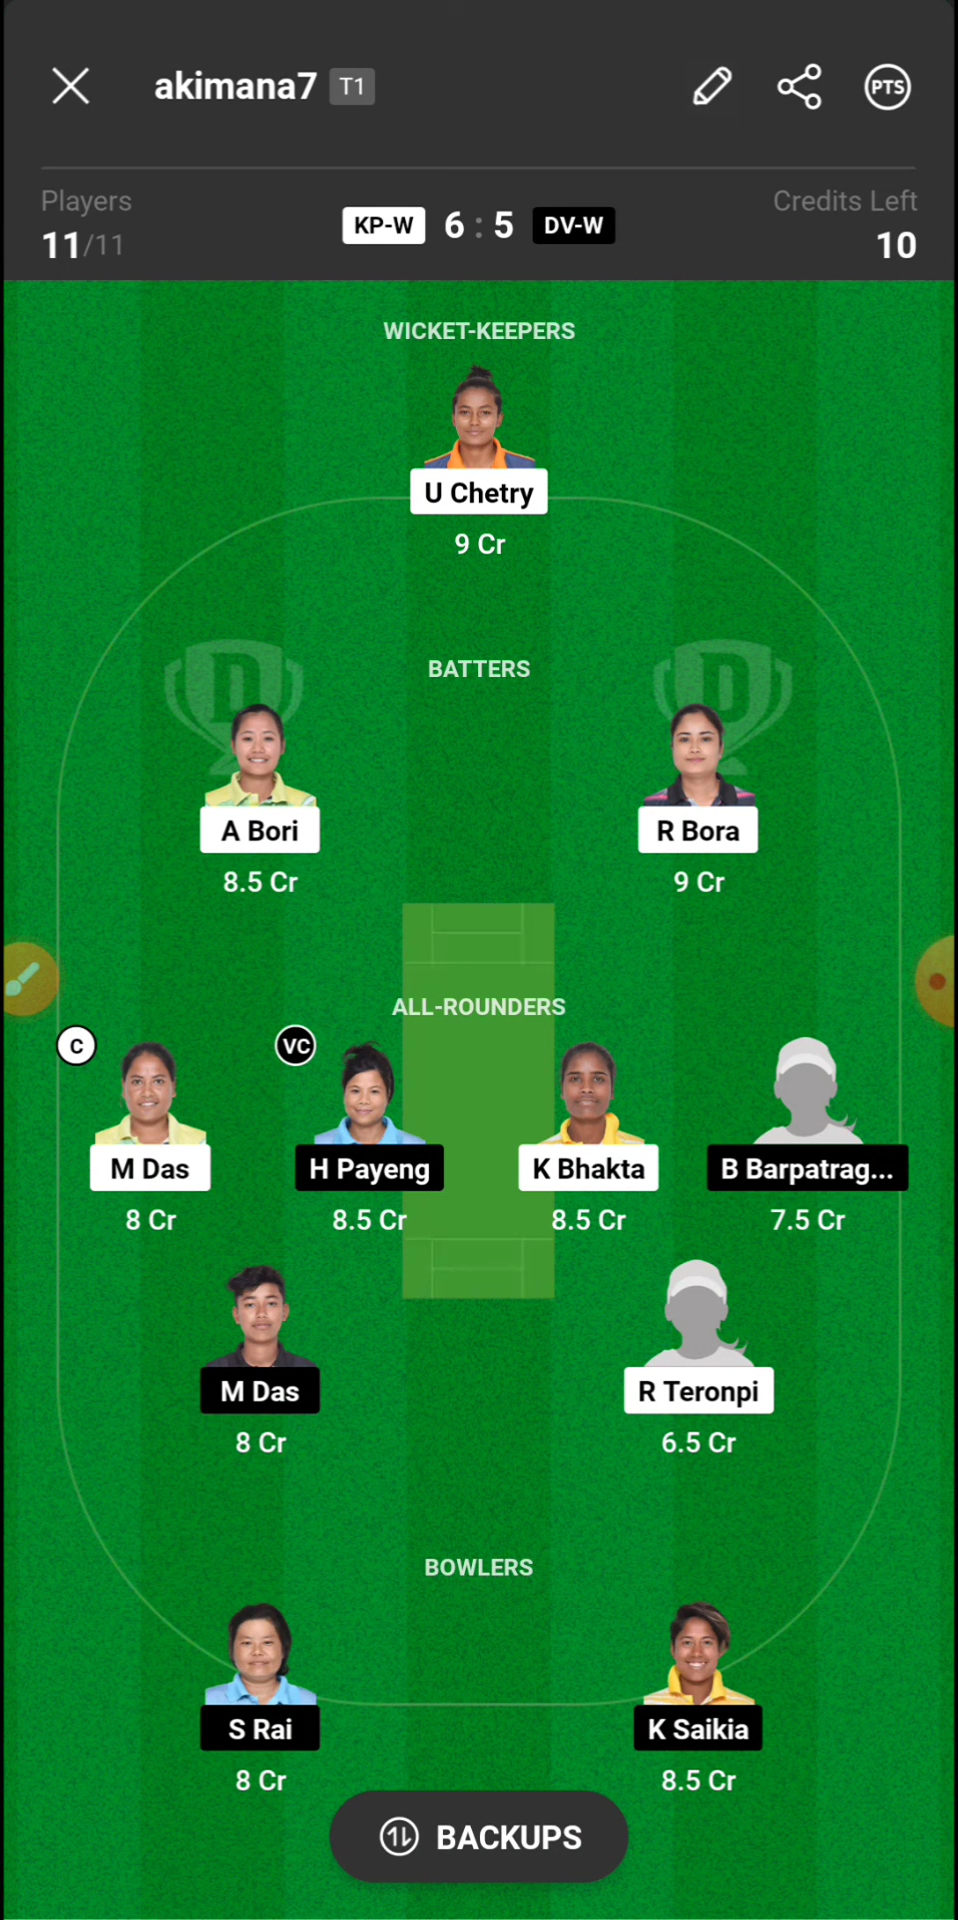 akimana7 T1 PTS
Players Credits Left
11/11 KP-W 6 : 5 DV-W 10
WICKET-KEEPERS
U Chetry
9 Cr
BATTERS
A Bori R Bora
8.5 Cr 9 Cr
ALL-ROUNDERS
C VC
M Das H Payeng K Bhakta B Barpatrag...
8 Cr 8.5 Cr 8.5 Cr 7.5 Cr
M Das R Teronpi
8 Cr 6.5 Cr
BOWLERS
S Rai K Saikia
8 Cr 8.5 Cr
BACKUPS